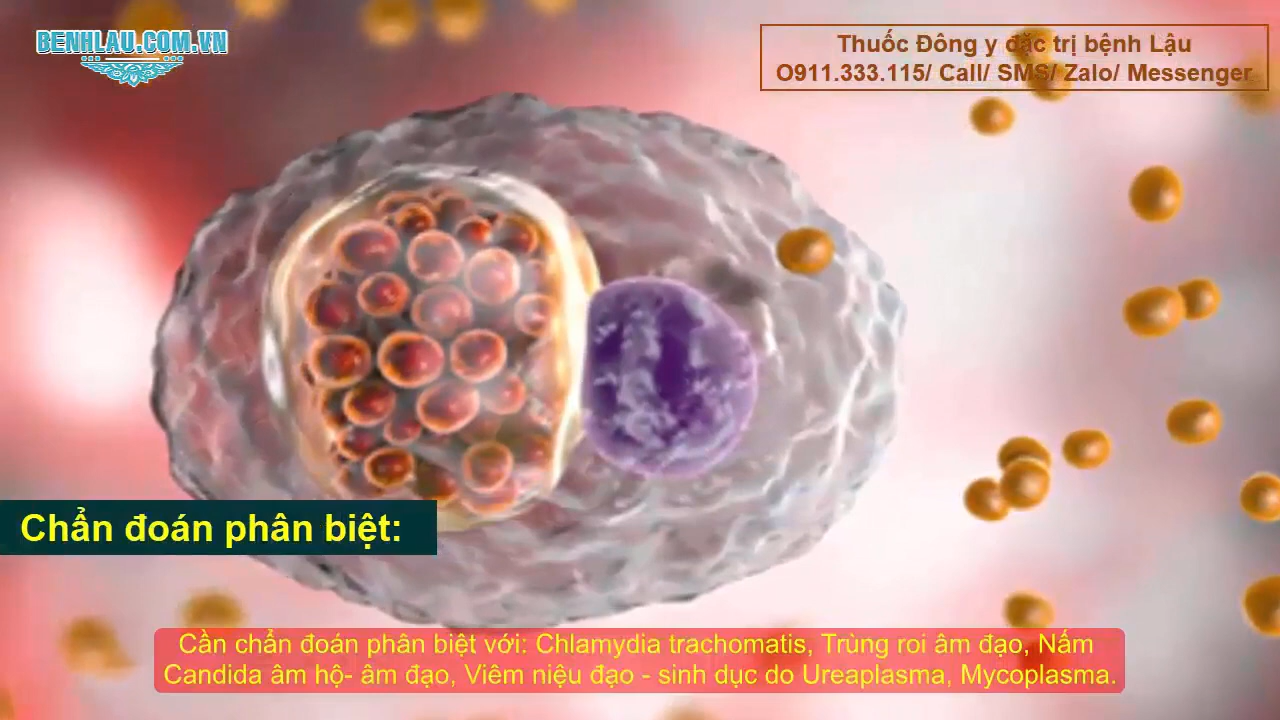 BENHLAU.COM.VN
Thuốc Đông y đặc trị bệnh Lậu
O911.333.115/ Call/ SMS/ Zalo/ Messenger
Chẩn đoán phân biệt:
Cần chẩn đoán phân biệt với: Chlamydia trachomatis, Trùng roi âm đạo, Nấm
Candida âm hộ- âm đạo, Viêm niệu đạo - sinh dục do Ureaplasma, Mycoplasma.